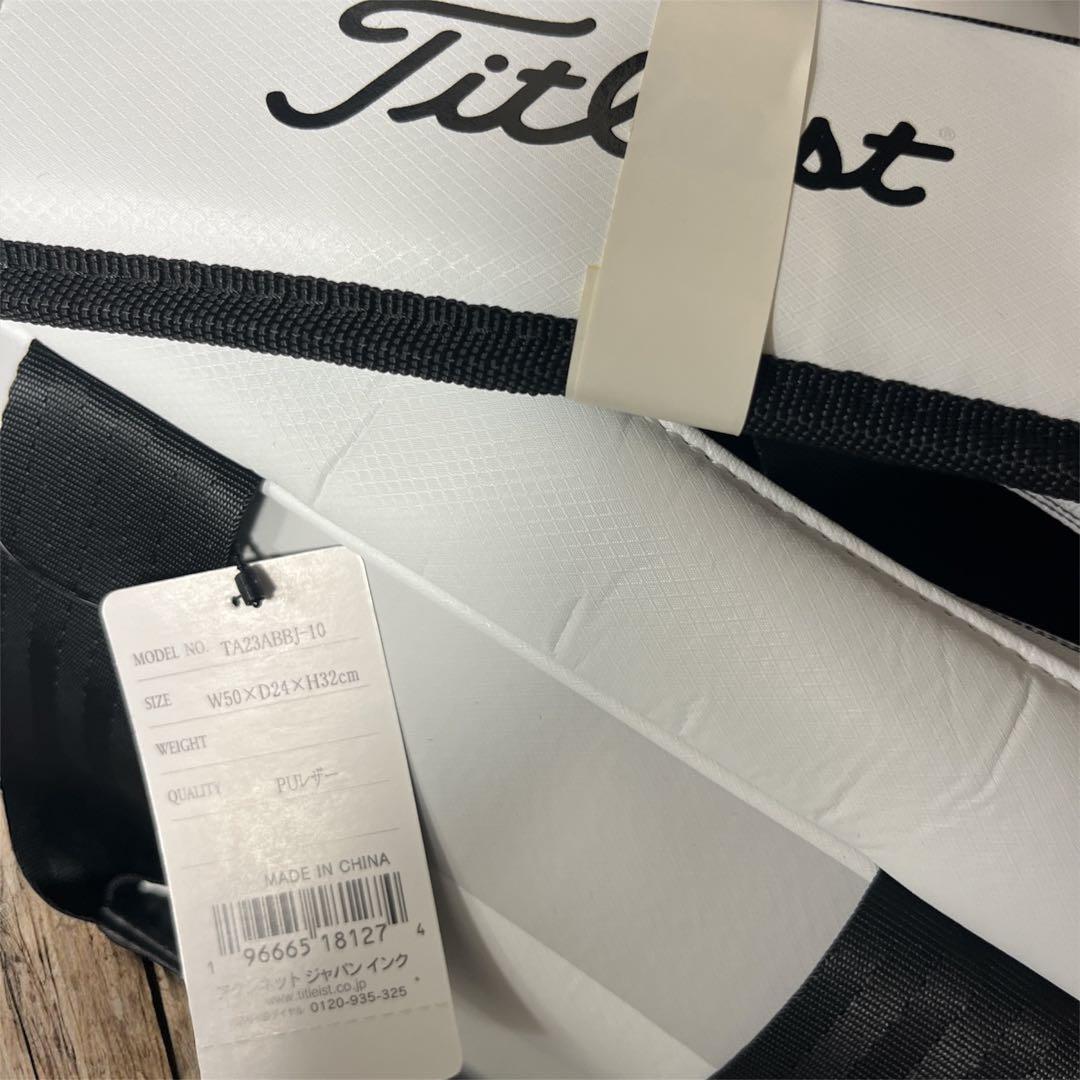 Titleist®
MODEL NO. TA23ABBJ-10
SIZE W50×D24×H32cm
WEIGHT
QUALITY PUレザー
MADE IN CHINA
1 96665 18127 4
アクシネット ジャパン インク
www.titleist.co.jp
0120-935-325